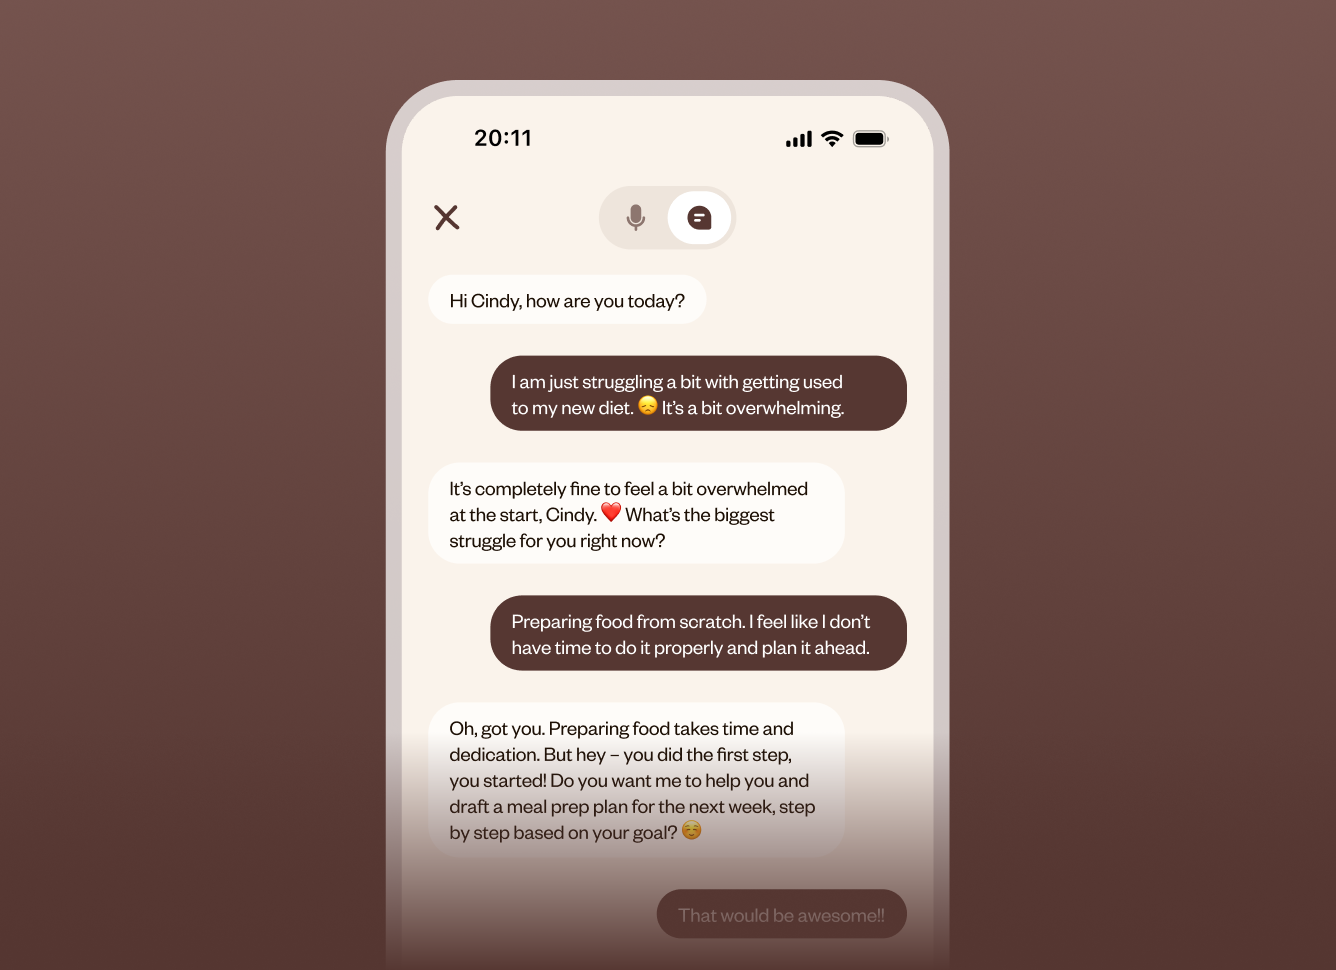 20:11
Hi Cindy, how are you today?
I am just struggling a bit with getting used
to my new diet. 😞 It’s a bit overwhelming.
It’s completely fine to feel a bit overwhelmed
at the start, Cindy. ❤️ What’s the biggest
struggle for you right now?
Preparing food from scratch. I feel like I don’t
have time to do it properly and plan it ahead.
Oh, got you. Preparing food takes time and
dedication. But hey – you did the first step,
you started! Do you want me to help you and
draft a meal prep plan for the next week, step
by step based on your goal? ☺️
That would be awesome!!